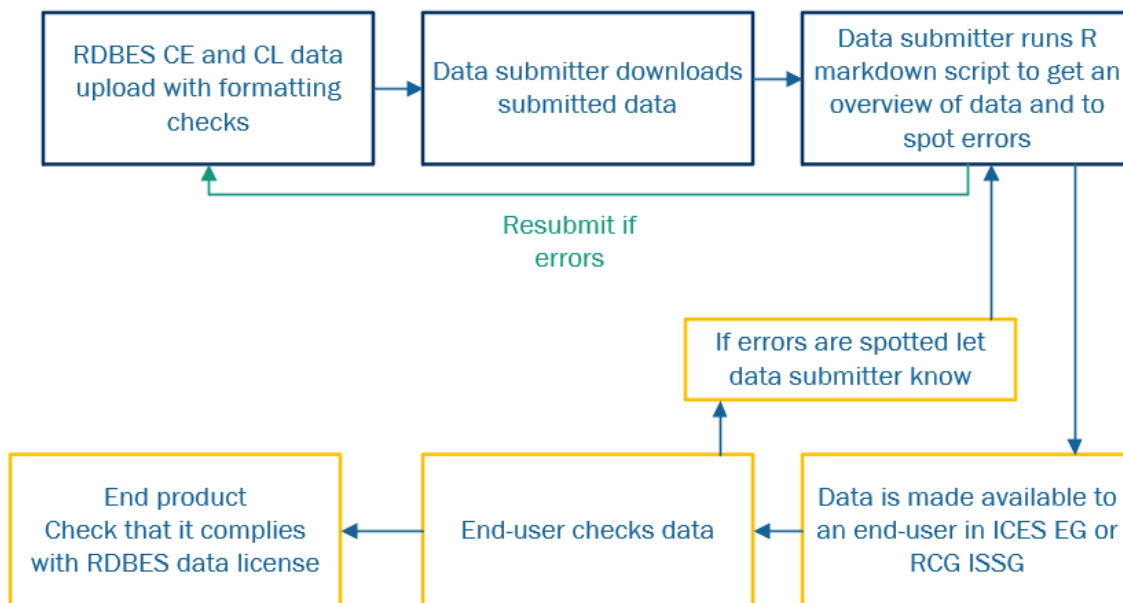 RDBES CE and CL data
upload with formatting
checks
Data submitter downloads
submitted data
Data submitter runs R
markdown script to get an
overview of data and to
spot errors
Resubmit if
errors
If errors are spotted let
data submitter know
End product
Check that it complies
with RDBES data license
End-user checks data
Data is made available to
an end-user in ICES EG or
RCG ISSG